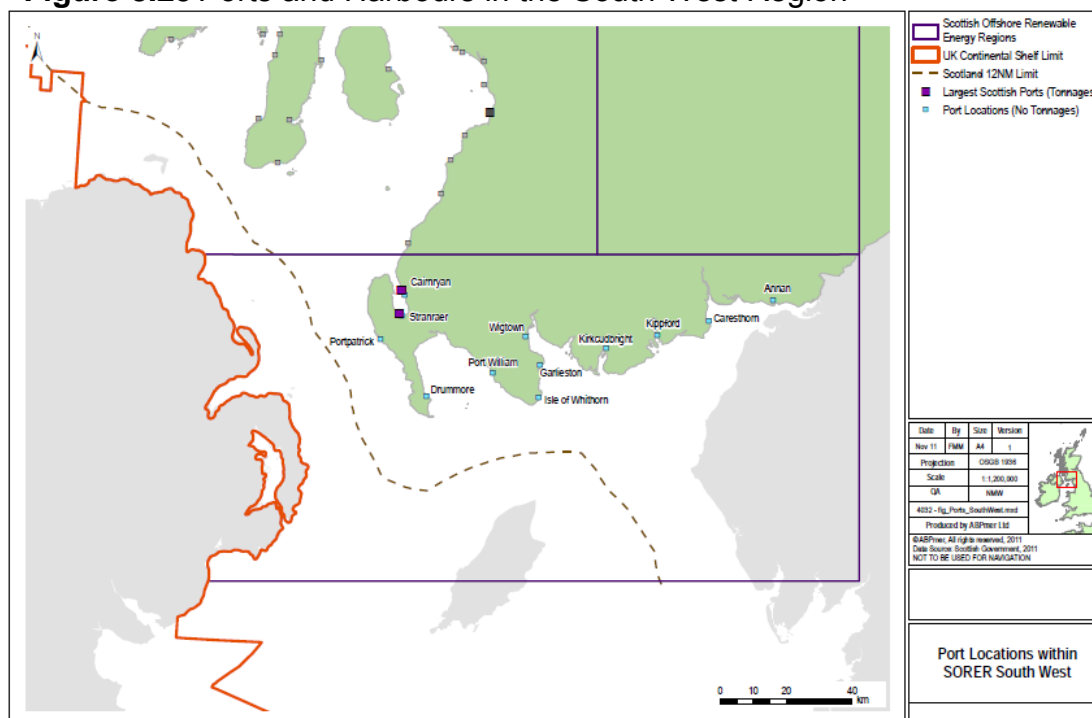 Ports and Harbours in the South West Region
N
Cairnryan
Stranraer
Portpatrick
Wigtown
Port William
Garlieston
Drummore
Isle of Whithorn
Kirkcudbright
Kippford
Caresthorn
Annan
0 10 20 40
km
Scottish Offshore Renewable
Energy Regions
UK Continental Shelf Limit
Scotland 12NM Limit
Largest Scottish Ports (Tonnages
Port Locations (No Tonnages)
Date By Size Version
Nov 11 FMM A4 1
Projection OSGB 1936
Scale 1:1,200,000
QA NMW
4032 - fig_Ports_SouthWest.mxd
Produced by ABPmer Ltd
©ABPmer, All rights reserved, 2011
Data Source: Scottish Government, 2011
NOT TO BE USED FOR NAVIGATION
Port Locations within
SORER South West